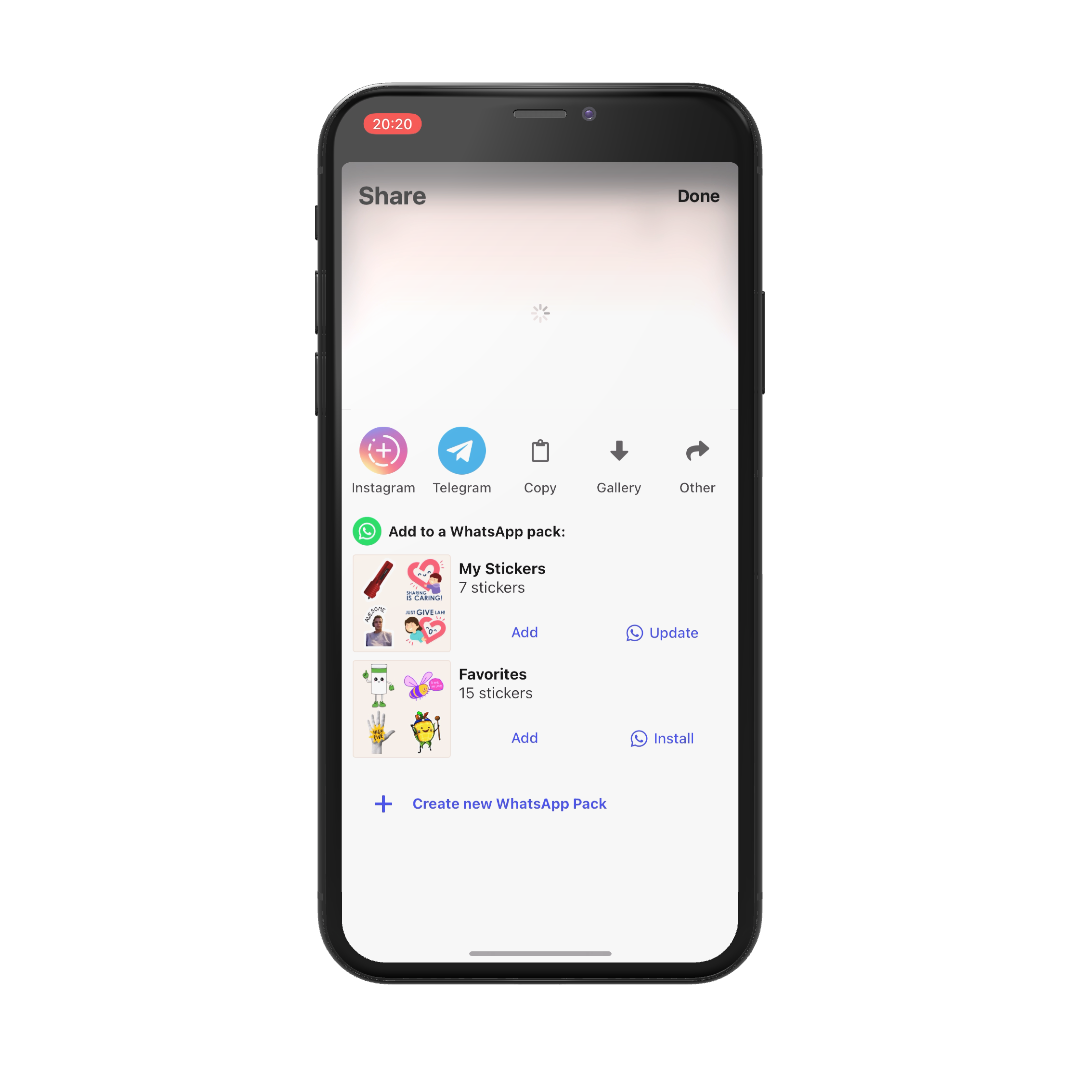 20:20
Share
Done
Instagram
Telegram
Copy
Gallery
Other
Add to a WhatsApp pack:
My Stickers
7 stickers
SHARING
IS CARING!
AWESOME
JUST GIVE LAH!
Add
Update
Favorites
15 stickers
Add
Install
Create new WhatsApp Pack